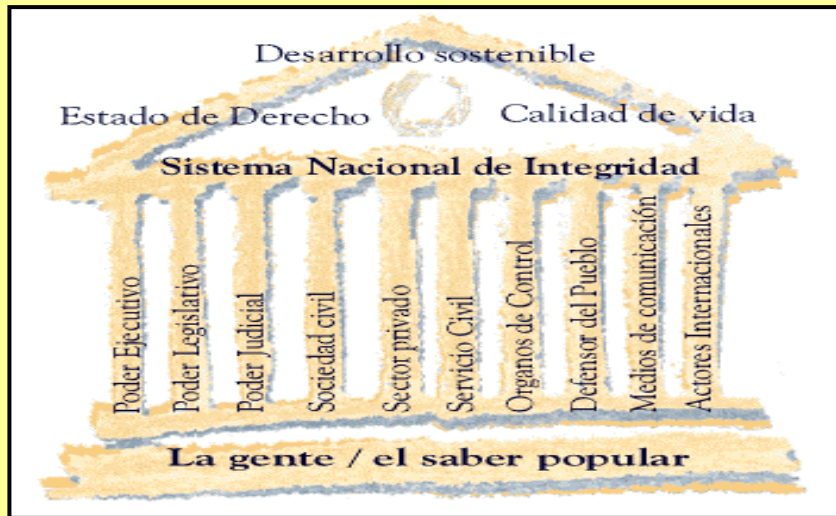 Desarrollo sostenible
Estado de Derecho
Calidad de vida
Sistema Nacional de Integridad
Poder Ejecutivo
Poder Legislativo
Poder Judicial
Sociedad civil
Sector privado
Servicio Civil
Organos de Control
Defensor del Pueblo
Medios de comunicación
Actores Internacionales
La gente / el saber popular